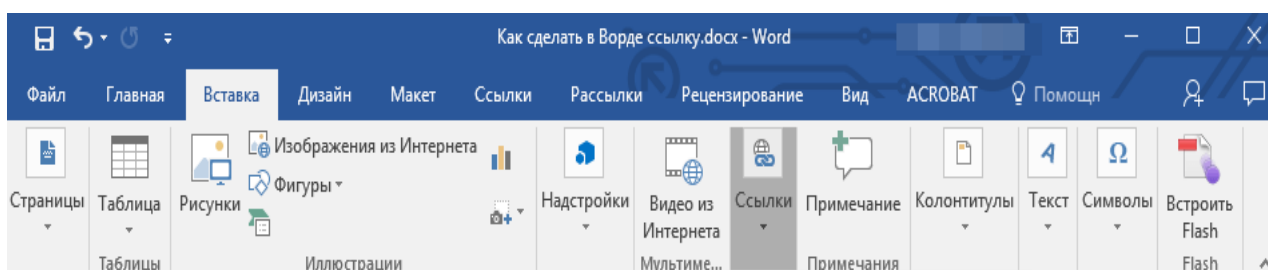 Как сделать в Ворде ссылку.docx - Word
Файл Главная Вставка Дизайн Макет Ссылки Рассылки Рецензирование Вид ACROBAT Помощн
Страницы
Таблица
Рисунки
Изображения из Интернета
Фигуры
Надстройки
Видео из
Интернета
Ссылки
Примечание
Колонтитулы
Текст
Символы
Встроить
Flash
Таблицы Иллюстрации Мультиме... Примечания Flash